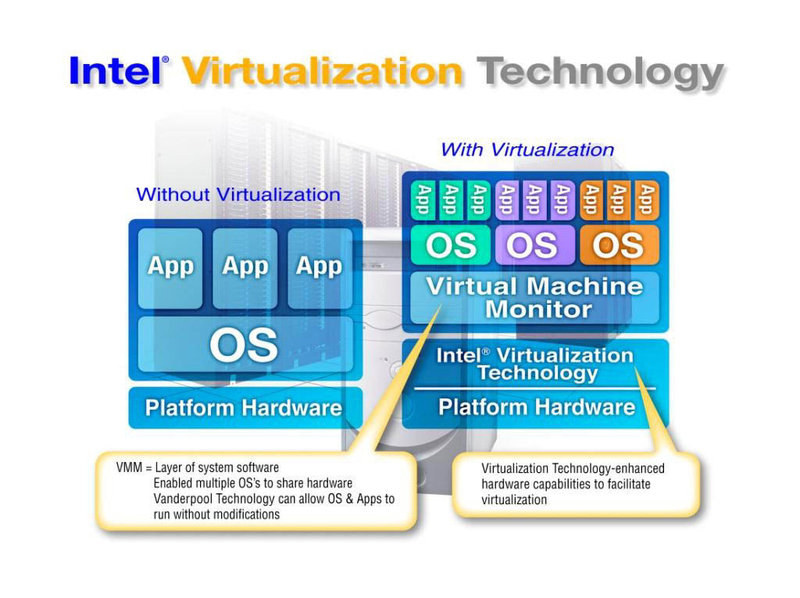 Intel® Virtualization Technology
Without Virtualization
App App App
OS
Platform Hardware
With Virtualization
App App App App App App App App App
OS OS OS
Virtual Machine
Monitor
Intel® Virtualization
Technology
Platform Hardware
VMM = Layer of system software
Enabled multiple OS's to share hardware
Vanderpool Technology can allow OS & Apps to
run without modifications
Virtualization Technology-enhanced
hardware capabilities to facilitate
virtualization